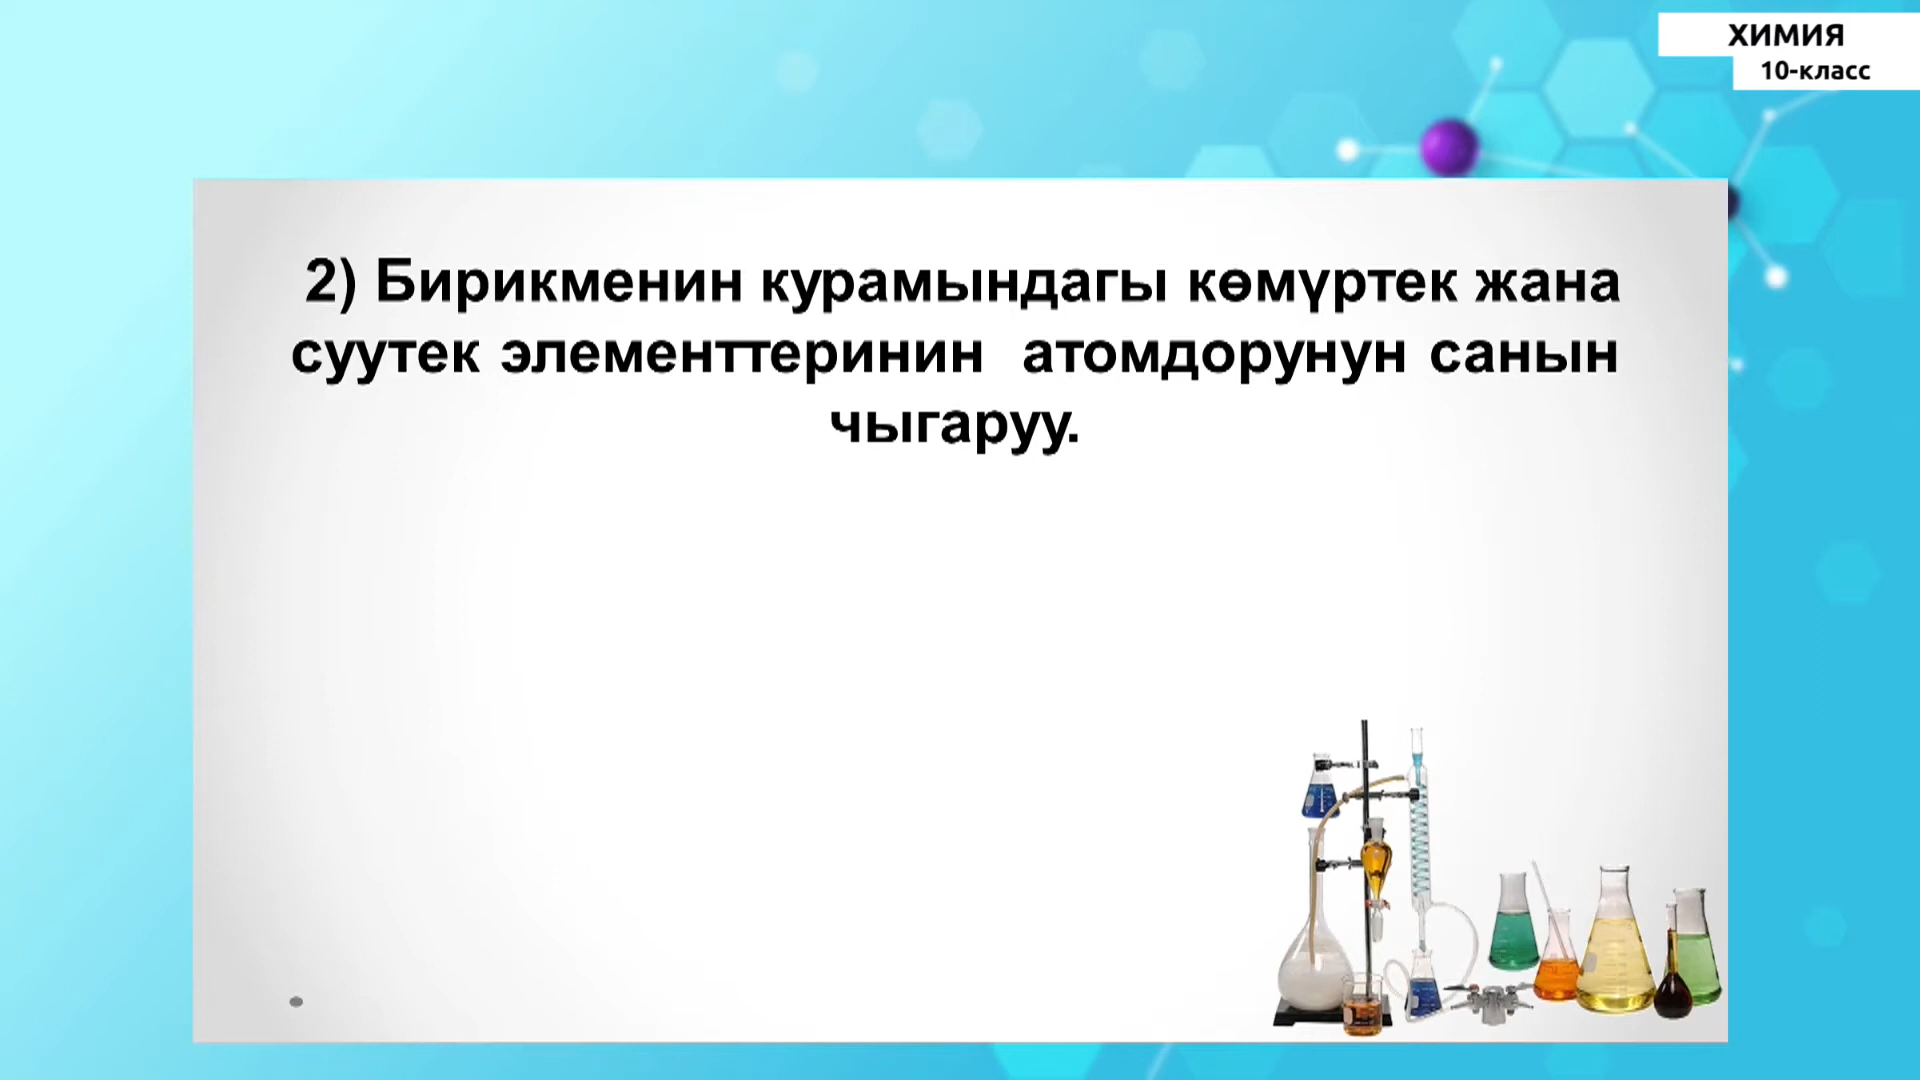 ХИМИЯ
10-класс
2) Бирикменин курамындагы көмүртек жана
суутек элементтеринин атомдорунун санын
чыгаруу.